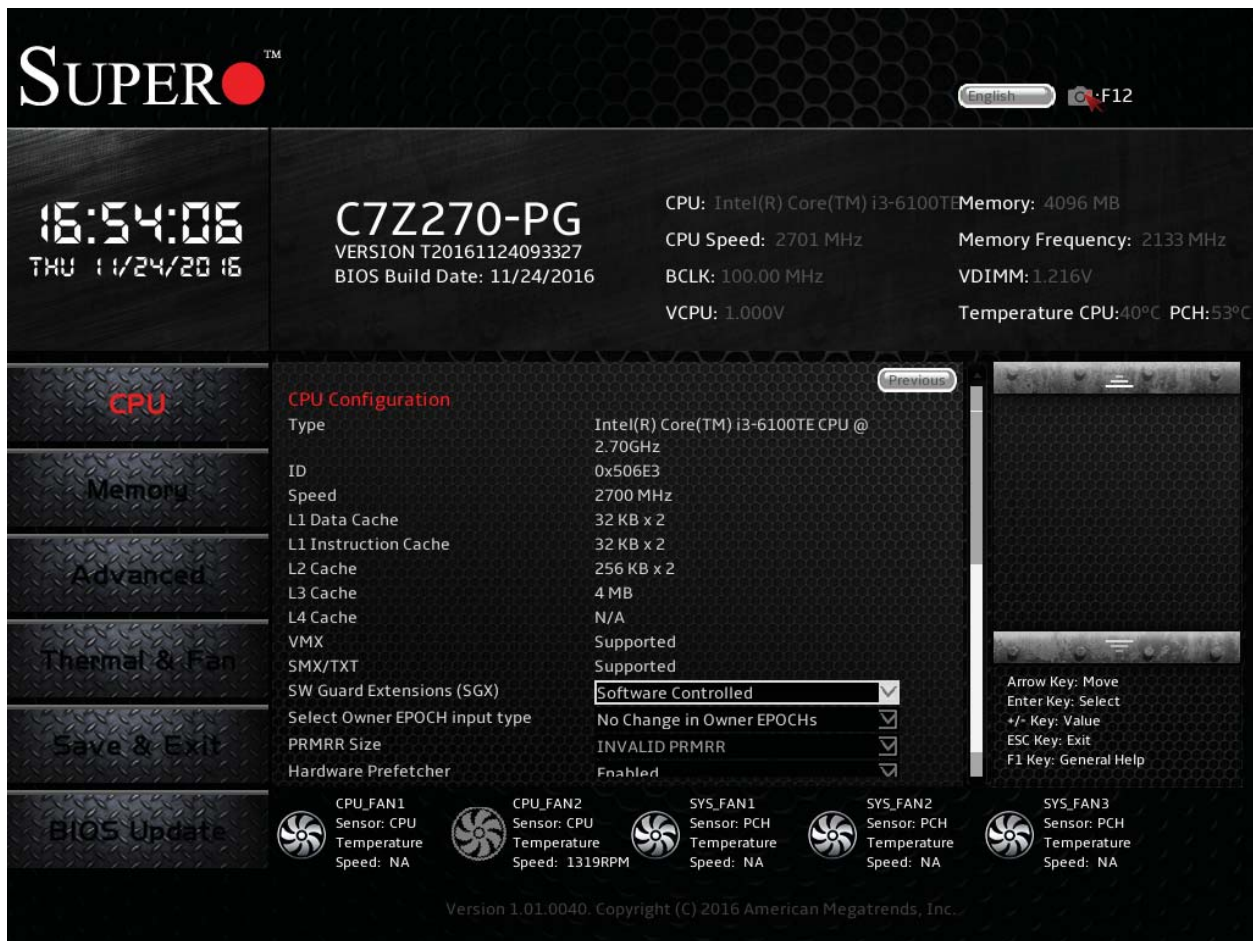 SUPER TM
English :F12
16:54:06
THU 11/24/2016
C7Z270-PG
VERSION T20161124093327
BIOS Build Date: 11/24/2016
CPU: Intel(R) Core(TM) i3-6100TE
CPU Speed: 2701 MHz
BCLK: 100.00 MHz
VCPU: 1.000V
Memory: 4096 MB
Memory Frequency: 2133 MHz
VDIMM: 1.216V
Temperature CPU:40°C PCH:53°C
CPU
Memory
Advanced
Thermal & Fan
Save & Exit
BIOS Update
Previous
CPU Configuration
Type Intel(R) Core(TM) i3-6100TE CPU @
2.70GHz
ID 0x506E3
Speed 2700 MHz
L1 Data Cache 32 KB x 2
L1 Instruction Cache 32 KB x 2
L2 Cache 256 KB x 2
L3 Cache 4 MB
L4 Cache N/A
VMX Supported
SMX/TXT Supported
SW Guard Extensions (SGX) Software Controlled
Select Owner EPOCH input type No Change in Owner EPOCHs
PRMRR Size INVALID PRMRR
Hardware Prefetcher Enabled
Arrow Key: Move
Enter Key: Select
+/- Key: Value
ESC Key: Exit
F1 Key: General Help
CPU_FAN1
Sensor: CPU
Temperature
Speed: NA
CPU_FAN2
Sensor: CPU
Temperature
Speed: 1319RPM
SYS_FAN1
Sensor: PCH
Temperature
Speed: NA
SYS_FAN2
Sensor: PCH
Temperature
Speed: NA
SYS_FAN3
Sensor: PCH
Temperature
Speed: NA
Version 1.01.0040. Copyright (C) 2016 American Megatrends, Inc.